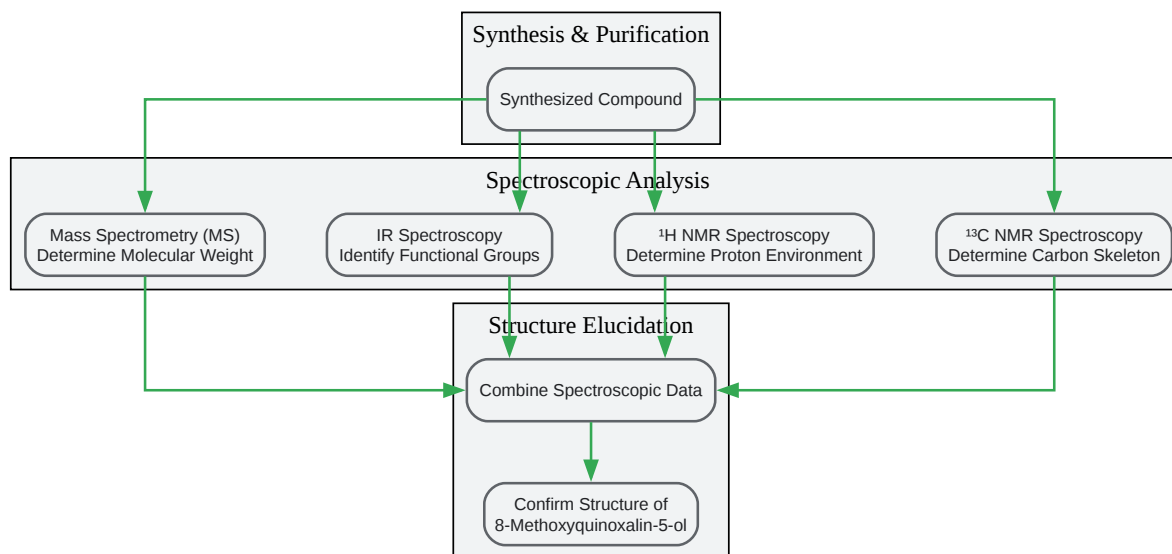 Synthesis & Purification
Synthesized Compound
Spectroscopic Analysis
Mass Spectrometry (MS)
Determine Molecular Weight
IR Spectroscopy
Identify Functional Groups
¹H NMR Spectroscopy
Determine Proton Environment
¹³C NMR Spectroscopy
Determine Carbon Skeleton
Structure Elucidation
Combine Spectroscopic Data
Confirm Structure of
8-Methoxyquinoxalin-5-ol